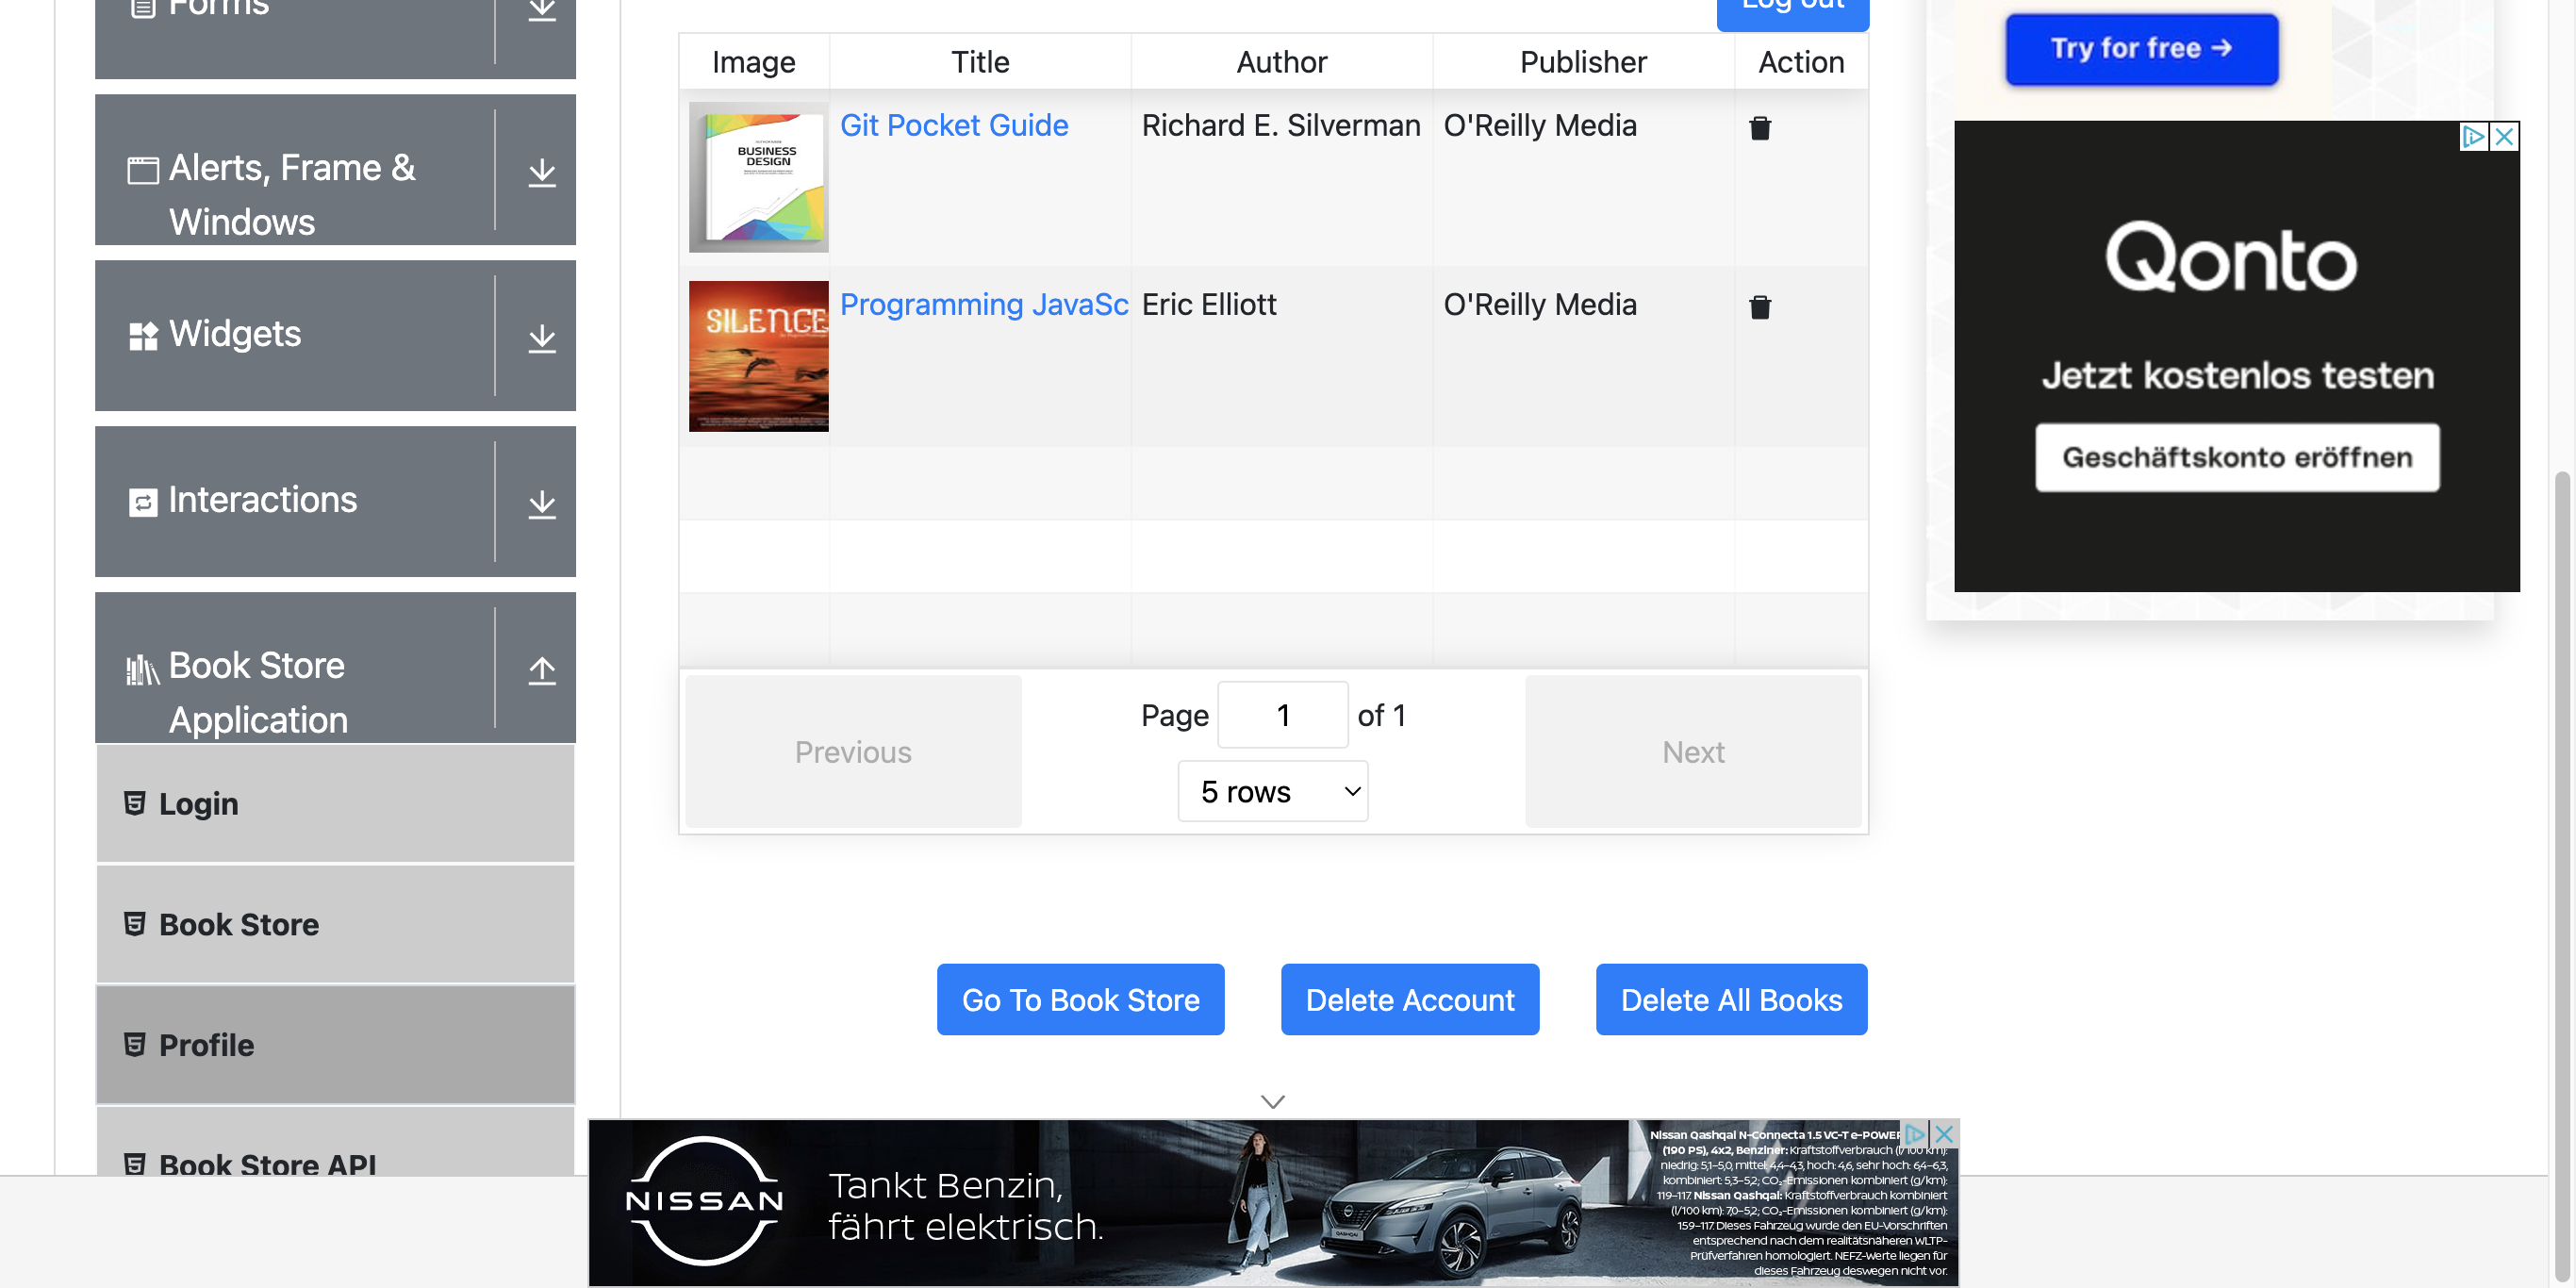 Forms
Alerts, Frame &
Windows
Widgets
Interactions
Book Store
Application
Login
Book Store
Profile
Book Store API
Log out
Image Title Author Publisher Action
BUSINESS
DESIGN
Git Pocket Guide Richard E. Silverman O'Reilly Media
SILENCE
Programming JavaSc Eric Elliott O'Reilly Media
Previous
Page 1 of 1
5 rows
Next
Go To Book Store Delete Account Delete All Books
Try for free →
Qonto
Jetzt kostenlos testen
Geschäftskonto eröffnen
NISSAN
Tankt Benzin,
fährt elektrisch.
Nissan Qashqai N-Connecta 1.5 VC-T e-POWER
(190 PS), 4x2, Benziner: Kraftstoffverbrauch (l/100 km):
niedrig: 5,1–5,0, mittel: 4,4–4,3, hoch: 4,6, sehr hoch: 6,4–6,3,
kombiniert: 5,3–5,2; CO₂-Emissionen kombiniert (g/km):
119–117. Nissan Qashqai: Kraftstoffverbrauch kombiniert
(l/100 km): 7,0–5,2; CO₂-Emissionen kombiniert (g/km):
159–117. Dieses Fahrzeug wurde den EU-Vorschriften
entsprechend nach dem realitätsnäheren WLTP-
Prüfverfahren homologiert. NEFZ-Werte liegen für
dieses Fahrzeug deswegen nicht vor.